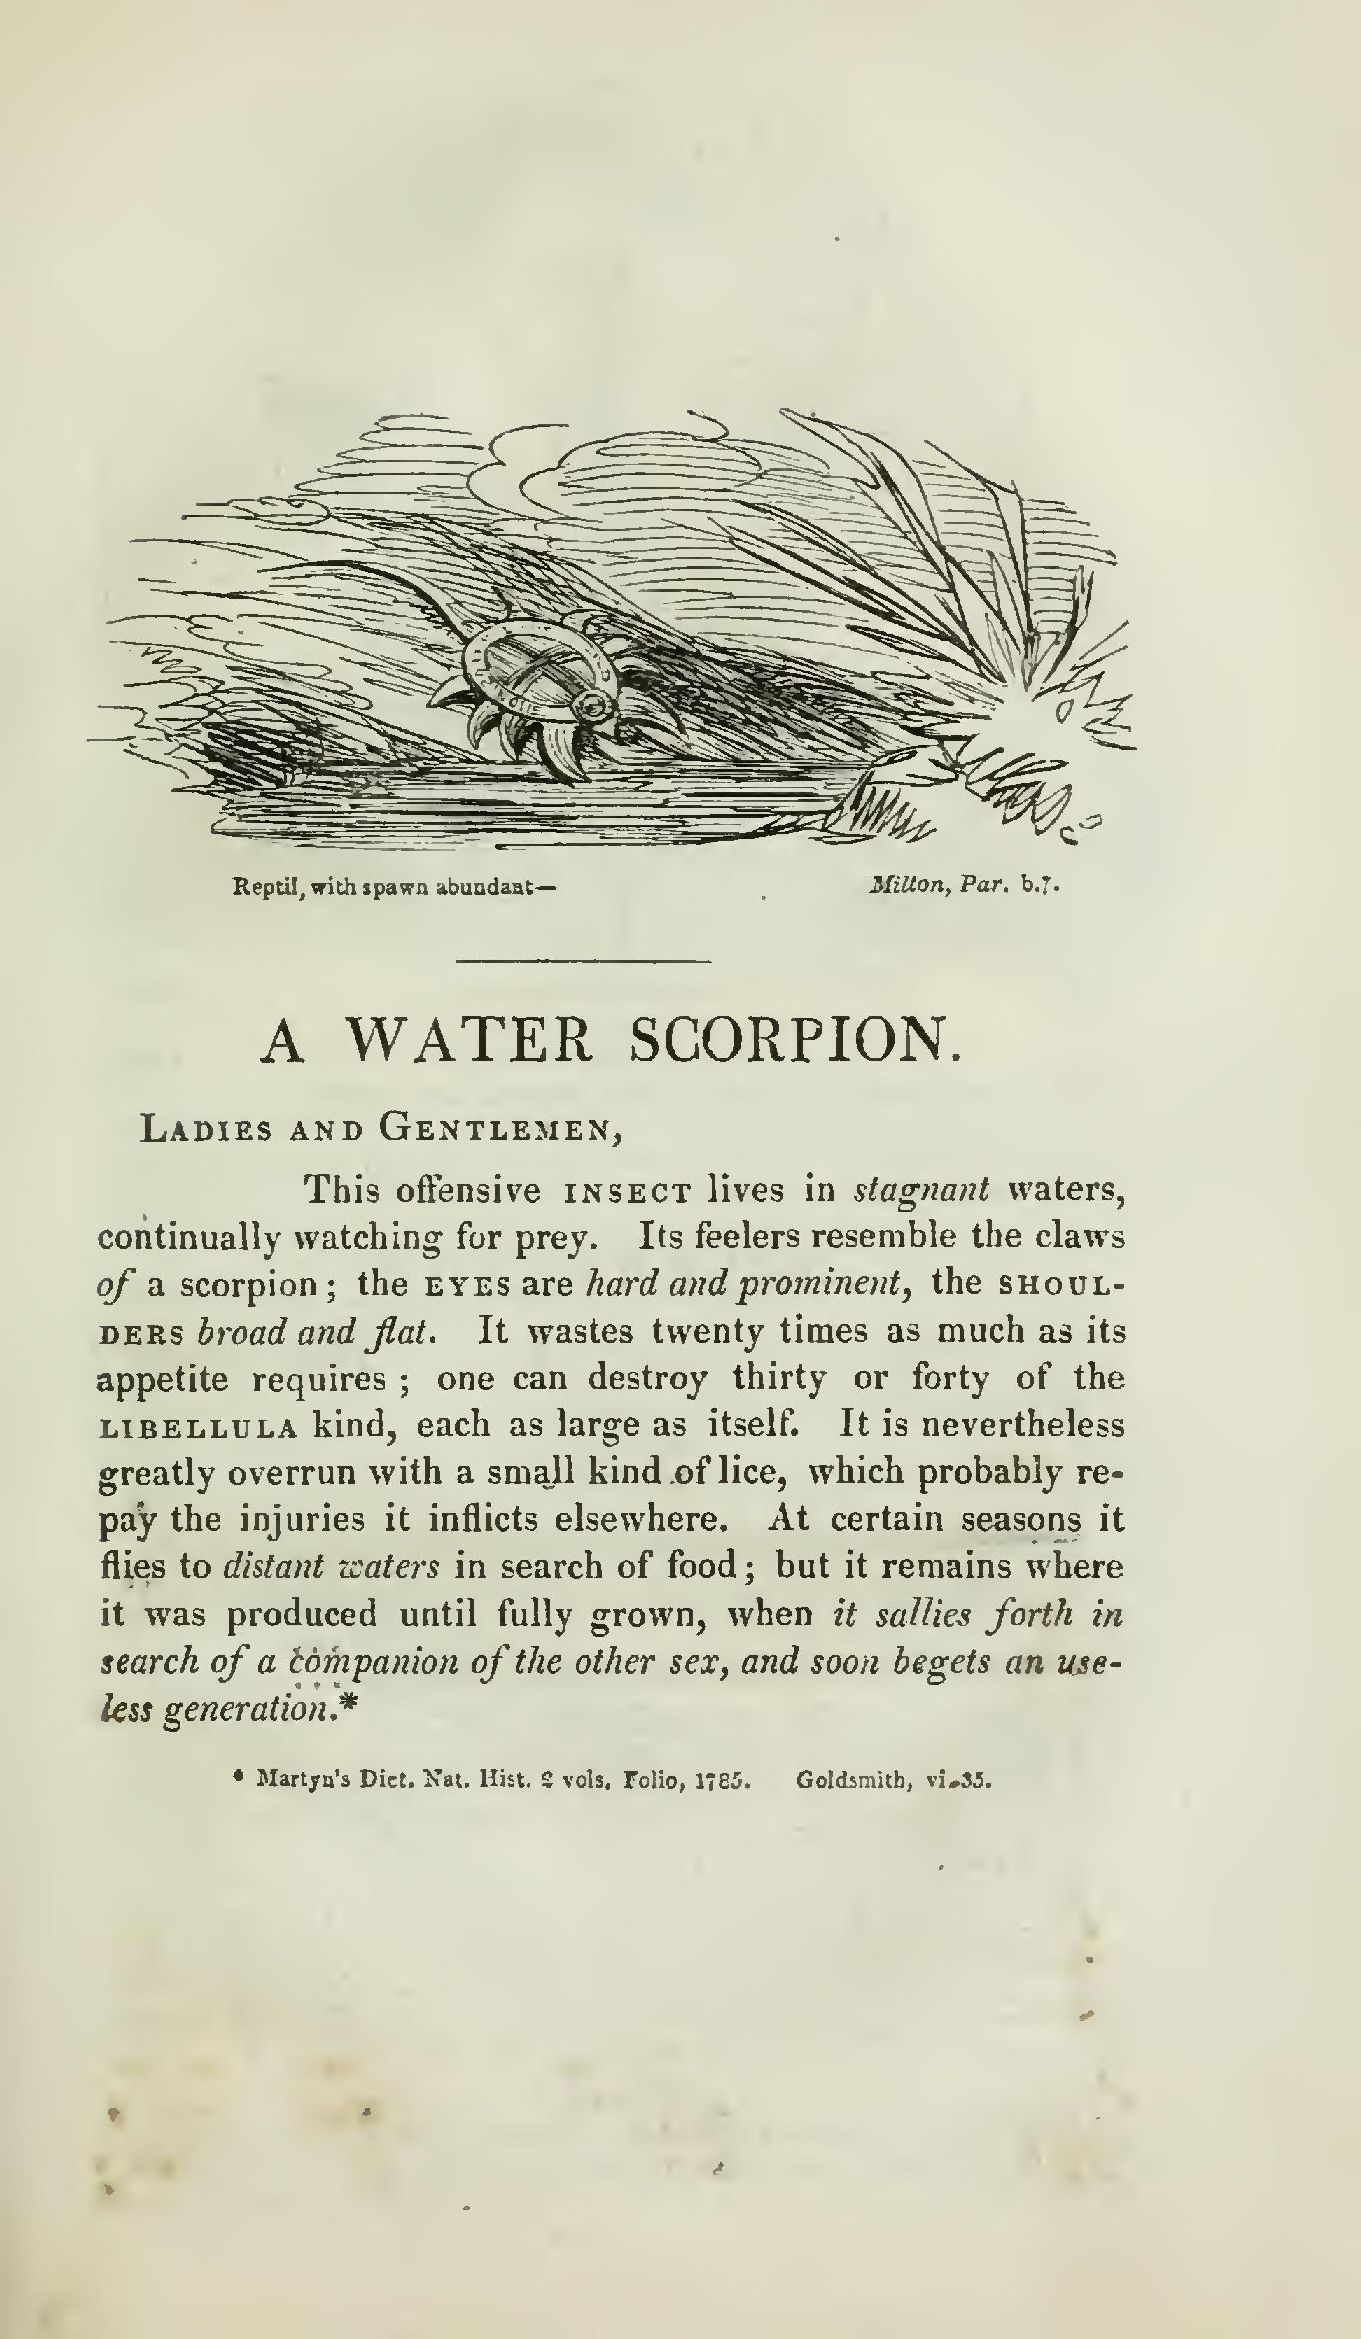 Reptil, with spawn abundant— Milton, Par. b.7.
A WATER SCORPION.
LADIES AND GENTLEMEN,
This offensive INSECT lives in stagnant waters,
continually watching for prey. Its feelers resemble the claws
of a scorpion; the EYES are hard and prominent, the SHOUL-
DERS broad and flat. It wastes twenty times as much as its
appetite requires; one can destroy thirty or forty of the
LIBELLULA kind, each as large as itself. It is nevertheless
greatly overrun with a small kind of lice, which probably re-
pay the injuries it inflicts elsewhere. At certain seasons it
flies to distant waters in search of food; but it remains where
it was produced until fully grown, when it sallies forth in
search of a companion of the other sex, and soon begets an use-
less generation.*
* Martyn's Dict. Nat. Hist. 2 vols. Folio, 1785. Goldsmith, vi.35.